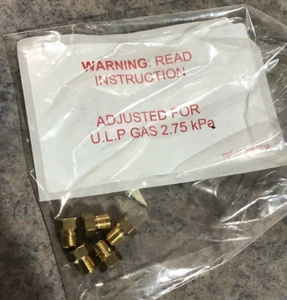 WARNING: READ
INSTRUCTION
ADJUSTED FOR
U.L.P GAS 2.75 kPa